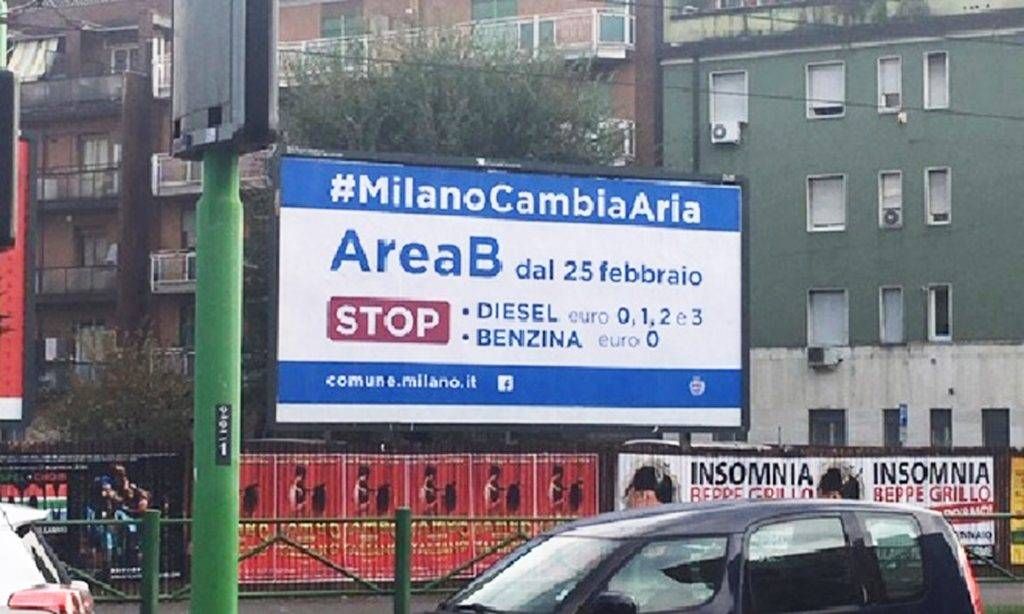 #MilanoCambiaAria
AreaB dal 25 febbraio
STOP
• DIESEL euro 0, 1, 2 e 3
• BENZINA euro 0
comune.milano.it
INSOMNIA
BEPPE GRILLO
INSOMNIA
BEPPE GRILLO